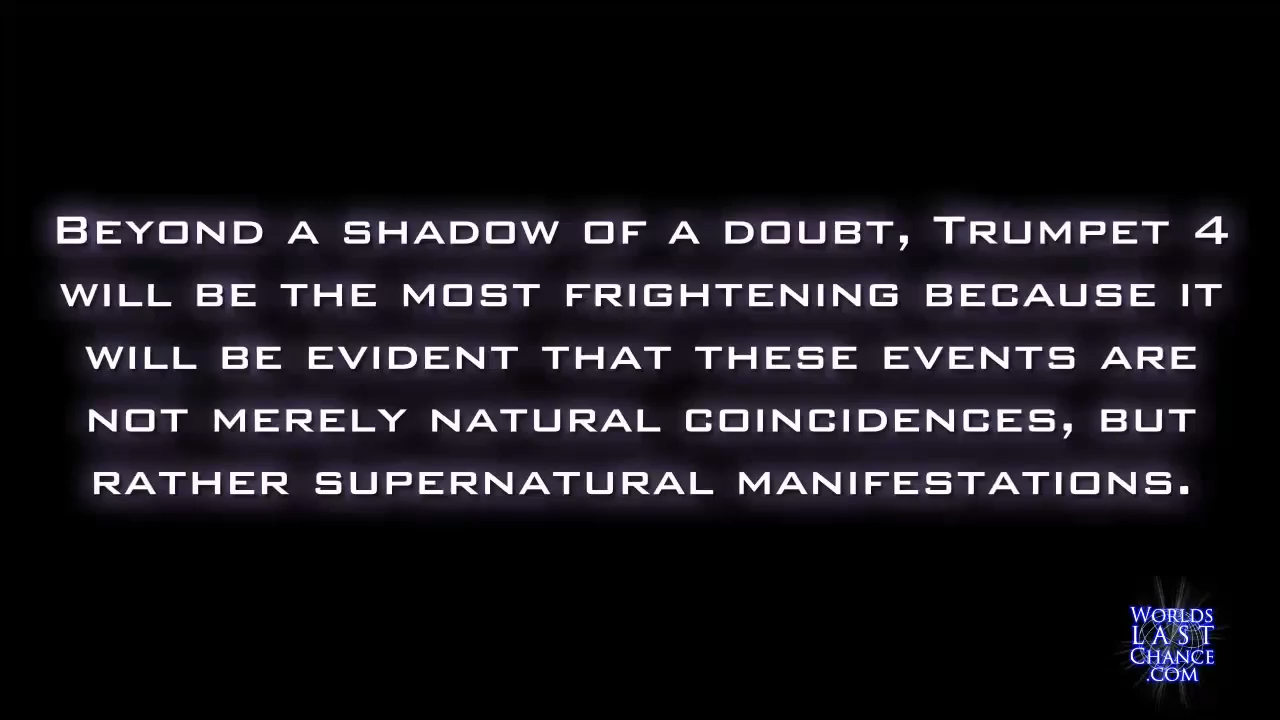 Beyond a shadow of a doubt, Trumpet 4
will be the most frightening because it
will be evident that these events are
not merely natural coincidences, but
rather supernatural manifestations.
Worlds
Last
Chance
.com